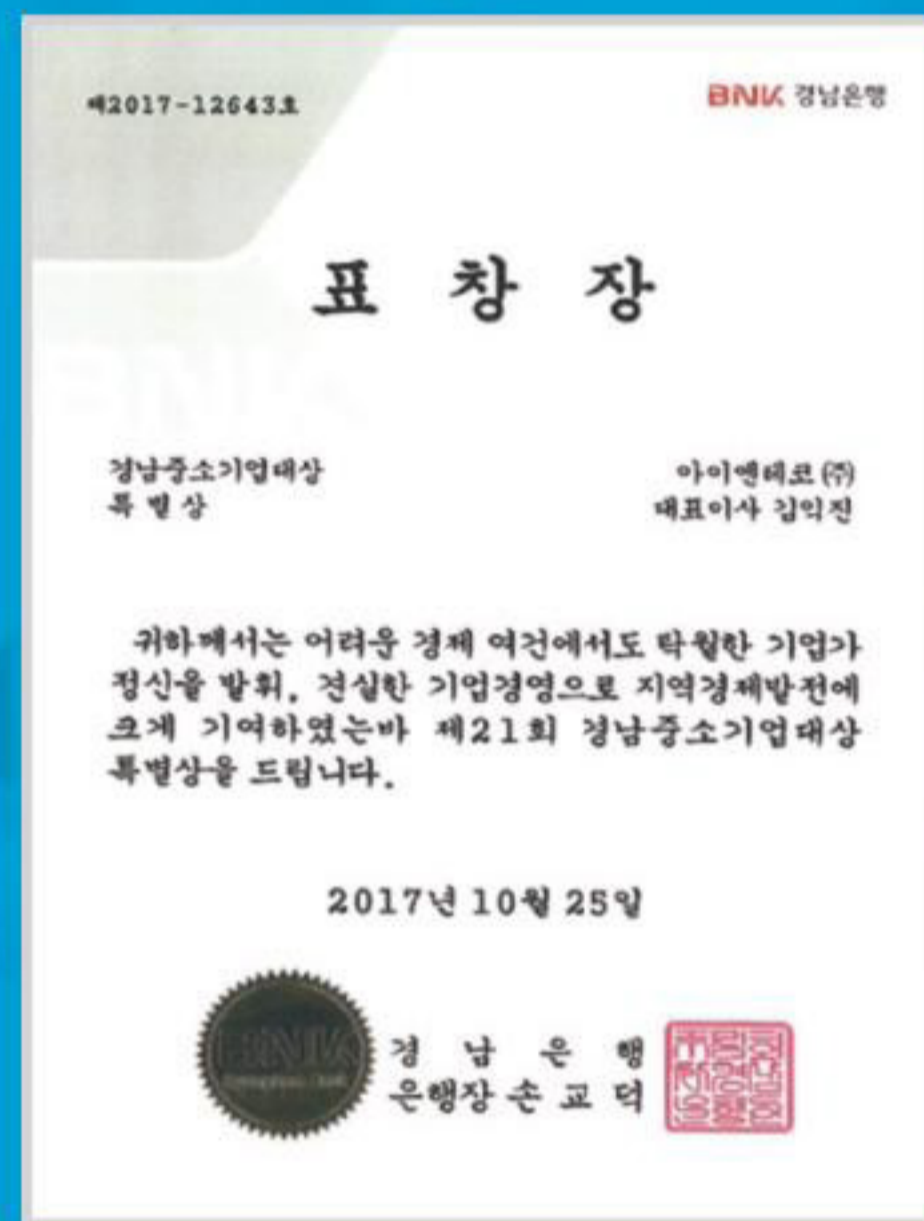 제2017-12643호
BNK 경남은행
표 창 장
경남중소기업대상
특 별 상
아이엔테코 (주)
대표이사 김익진
귀하께서는 어려운 경제 여건에서도 탁월한 기업가
정신을 발휘, 견실한 기업경영으로 지역경제발전에
크게 기여하였는바 제21회 경남중소기업대상
특별상을 드립니다.
2017년 10월 25일
BNK
경 남 은 행
은행장 손 교 덕